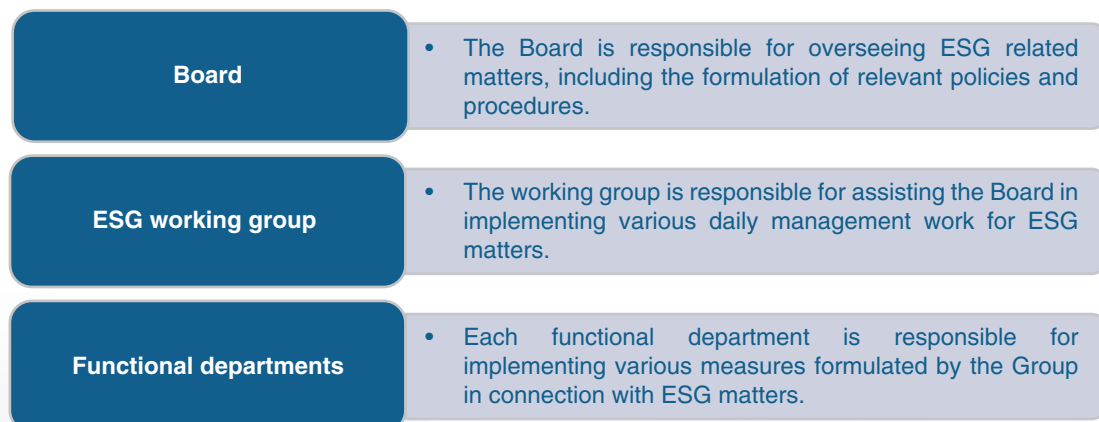 Board
• The Board is responsible for overseeing ESG related
matters, including the formulation of relevant policies and
procedures.
ESG working group
• The working group is responsible for assisting the Board in
implementing various daily management work for ESG
matters.
Functional departments
• Each functional department is responsible for
implementing various measures formulated by the Group
in connection with ESG matters.